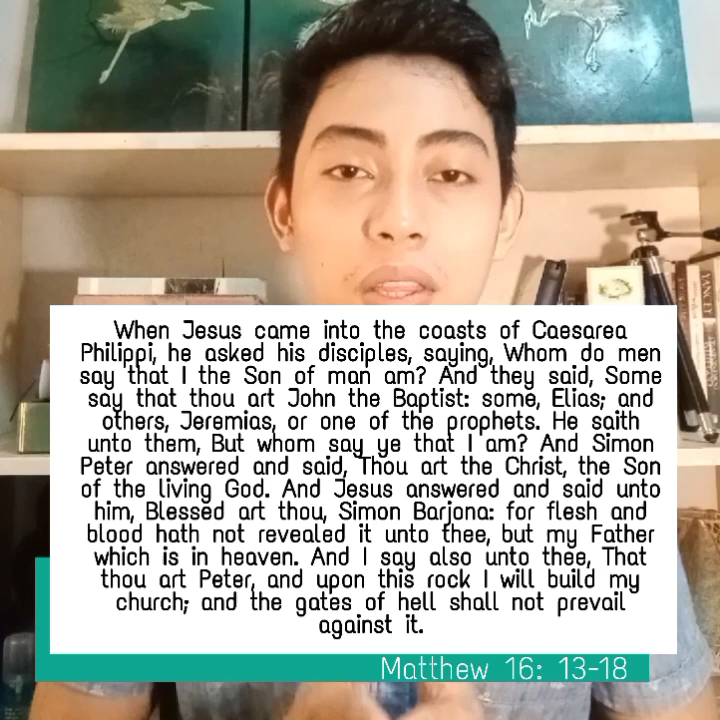 When Jesus came into the coasts of Caesarea
Philippi, he asked his disciples, saying, Whom do men
say that I the Son of man am? And they said, Some
say that thou art John the Baptist: some, Elias; and
others, Jeremias, or one of the prophets. He saith
unto them, But whom say ye that I am? And Simon
Peter answered and said, Thou art the Christ, the Son
of the living God. And Jesus answered and said unto
him, Blessed art thou, Simon Barjona: for flesh and
blood hath not revealed it unto thee, but my Father
which is in heaven. And I say also unto thee, That
thou art Peter, and upon this rock I will build my
church; and the gates of hell shall not prevail
against it.
Matthew 16: 13-18
YANCEY